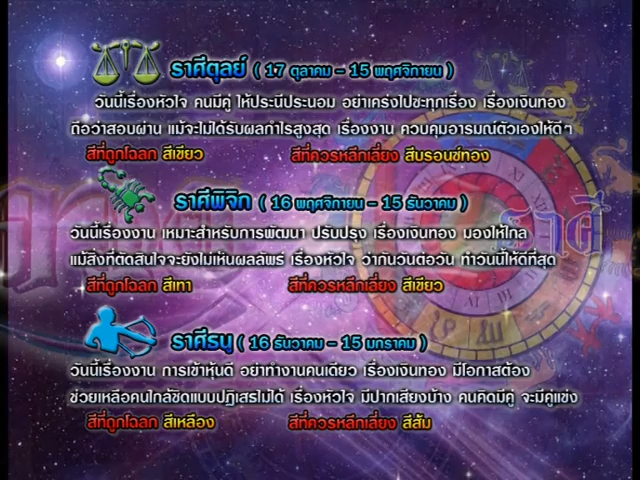 ราศีตุลย์ ( 17 ตุลาคม - 15 พฤศจิกายน )
วันนี้เรื่องหัวใจ คนมีคู่ ให้ประนีประนอม อย่าเคร่งไปซะทุกเรื่อง เรื่องเงินทอง
ถือว่าสอบผ่าน แม้จะไม่ได้รับผลกำไรสูงสุด เรื่องงาน ควบคุมอารมณ์ตัวเองให้ดีๆ
สีที่ถูกโฉลก สีเขียว สีที่ควรหลีกเลี่ยง สีบรอนซ์ทอง
ราศีพิจิก ( 16 พฤศจิกายน - 15 ธันวาคม )
วันนี้เรื่องงาน เหมาะสำหรับการพัฒนา ปรับปรุง เรื่องเงินทอง มองให้ไกล
แม้สิ่งที่ตัดสินใจจะยังไม่เห็นผลลัพธ์ เรื่องหัวใจ ว่ากันวันต่อวัน ทำวันนี้ให้ดีที่สุด
สีที่ถูกโฉลก สีเทา สีที่ควรหลีกเลี่ยง สีเขียว
ราศีธนู ( 16 ธันวาคม - 15 มกราคม )
วันนี้เรื่องงาน การเข้าหุ้นดี อย่าทำงานคนเดียว เรื่องเงินทอง มีโอกาสต้อง
ช่วยเหลือคนใกล้ชิดแบบปฏิเสธไม่ได้ เรื่องหัวใจ มีปากเสียงบ้าง คนคิดมีคู่ จะมีคู่แข่ง
สีที่ถูกโฉลก สีเหลือง สีที่ควรหลีกเลี่ยง สีส้ม
ราศี